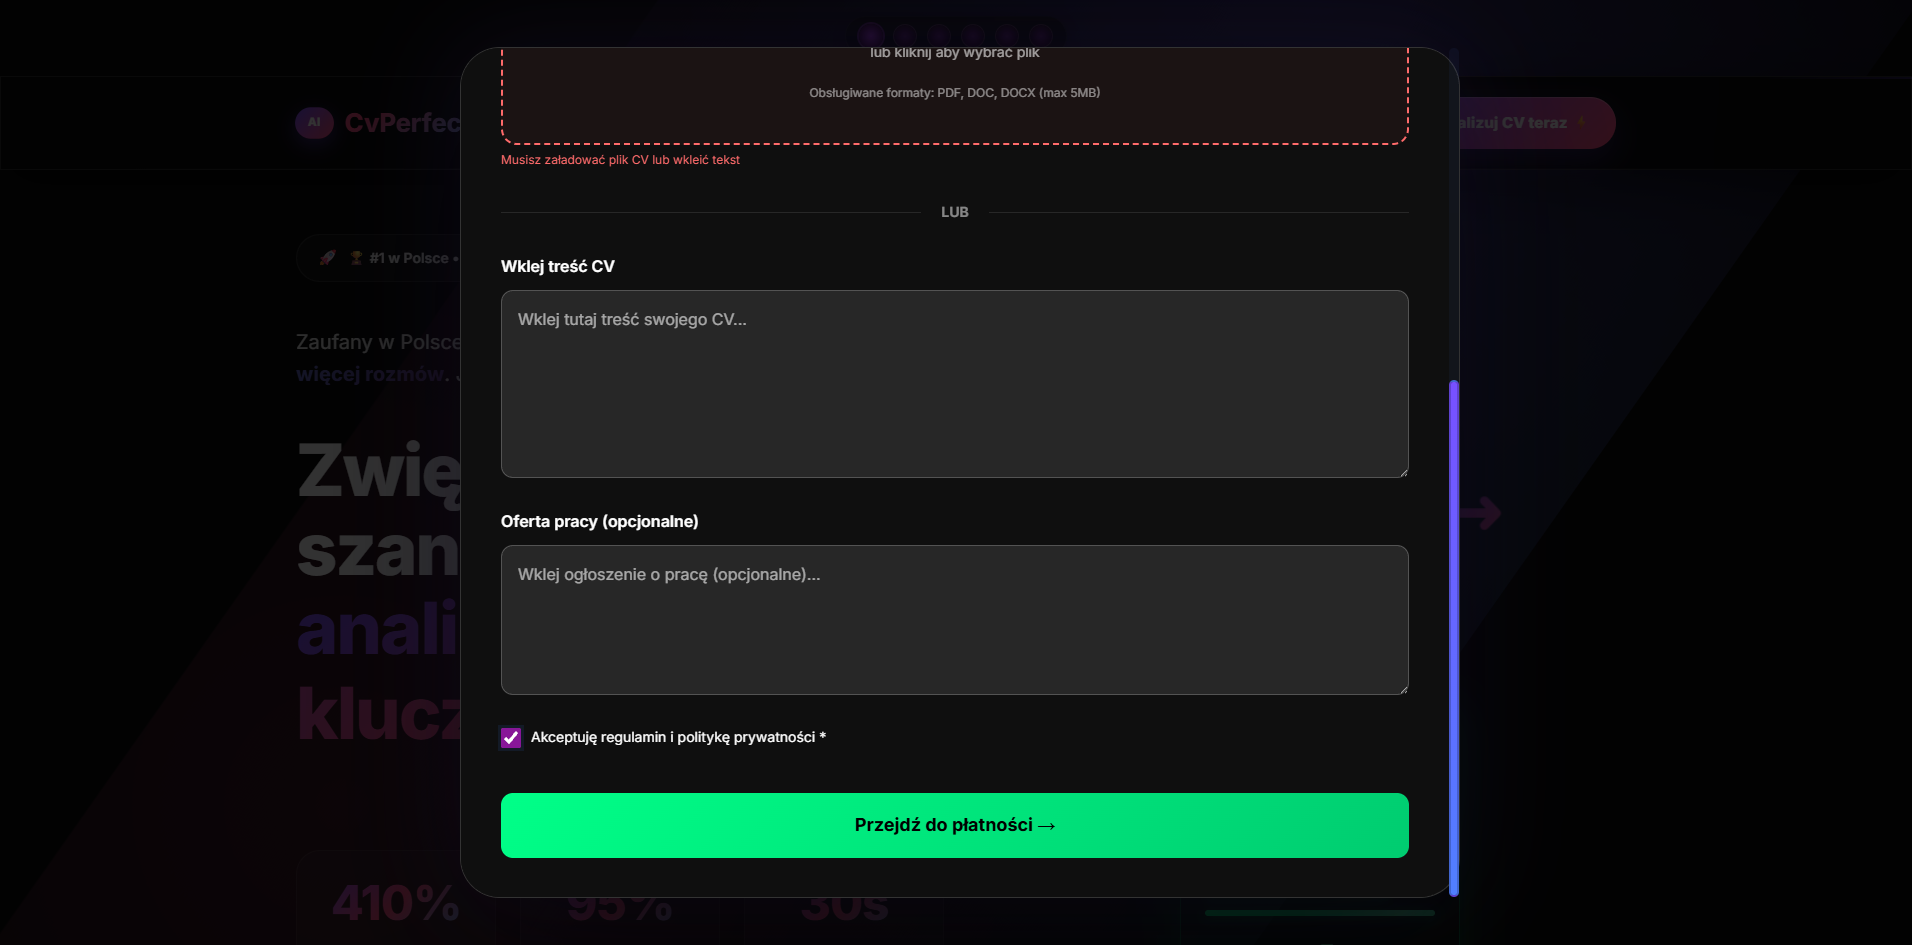 lub kliknij aby wybrać plik
Obsługiwane formaty: PDF, DOC, DOCX (max 5MB)
Musisz załadować plik CV lub wkleić tekst
LUB
Wklej treść CV
Wklej tutaj treść swojego CV...
Oferta pracy (opcjonalne)
Wklej ogłoszenie o pracę (opcjonalne)...
Akceptuję regulamin i politykę prywatności *
Przejdź do płatności →
AI CvPerfec
alizuj CV teraz
#1 w Polsce •
Zaufany w Polsce
więcej rozmów.
Zwię
szan
anali
klucz
410% 95% 30s